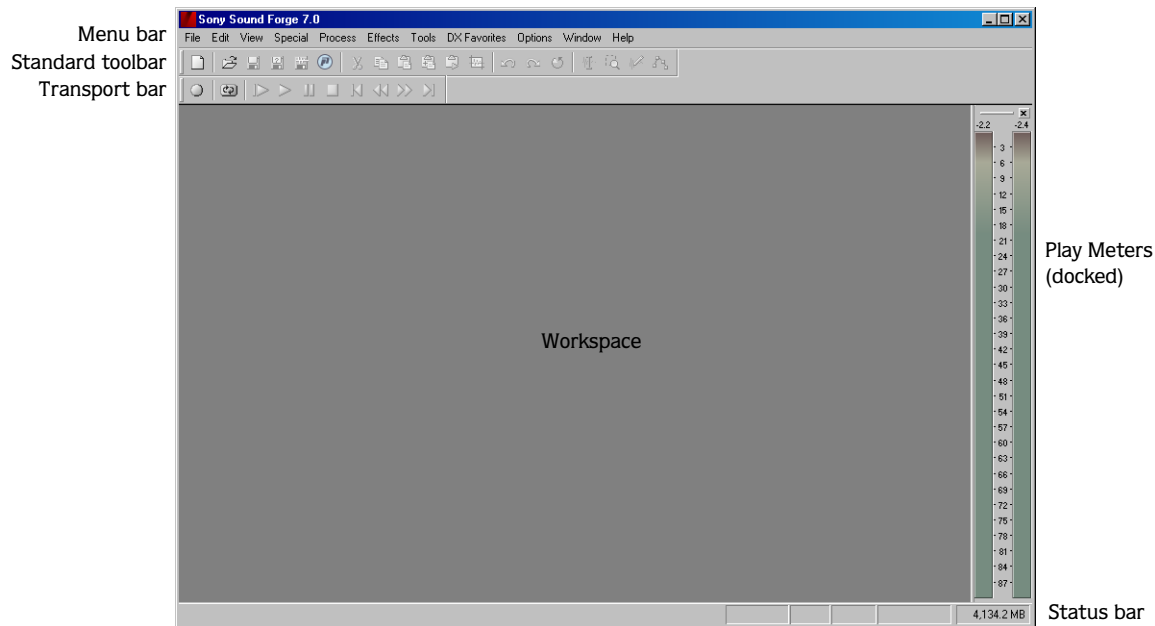 Sony Sound Forge 7.0
Menu bar
File Edit View Special Process Effects Tools DX Favorites Options Window Help
Standard toolbar
Transport bar
-2.2 -2.4
- 3 -
- 6 -
- 9 -
- 12 -
- 15 -
- 18 -
- 21 -
- 24 -
- 27 -
- 30 -
- 33 -
- 36 -
- 39 -
- 42 -
- 45 -
- 48 -
- 51 -
- 54 -
- 57 -
- 60 -
- 63 -
- 66 -
- 69 -
- 72 -
- 75 -
- 78 -
- 81 -
- 84 -
- 87 -
Play Meters
(docked)
Workspace
4,134.2 MB
Status bar